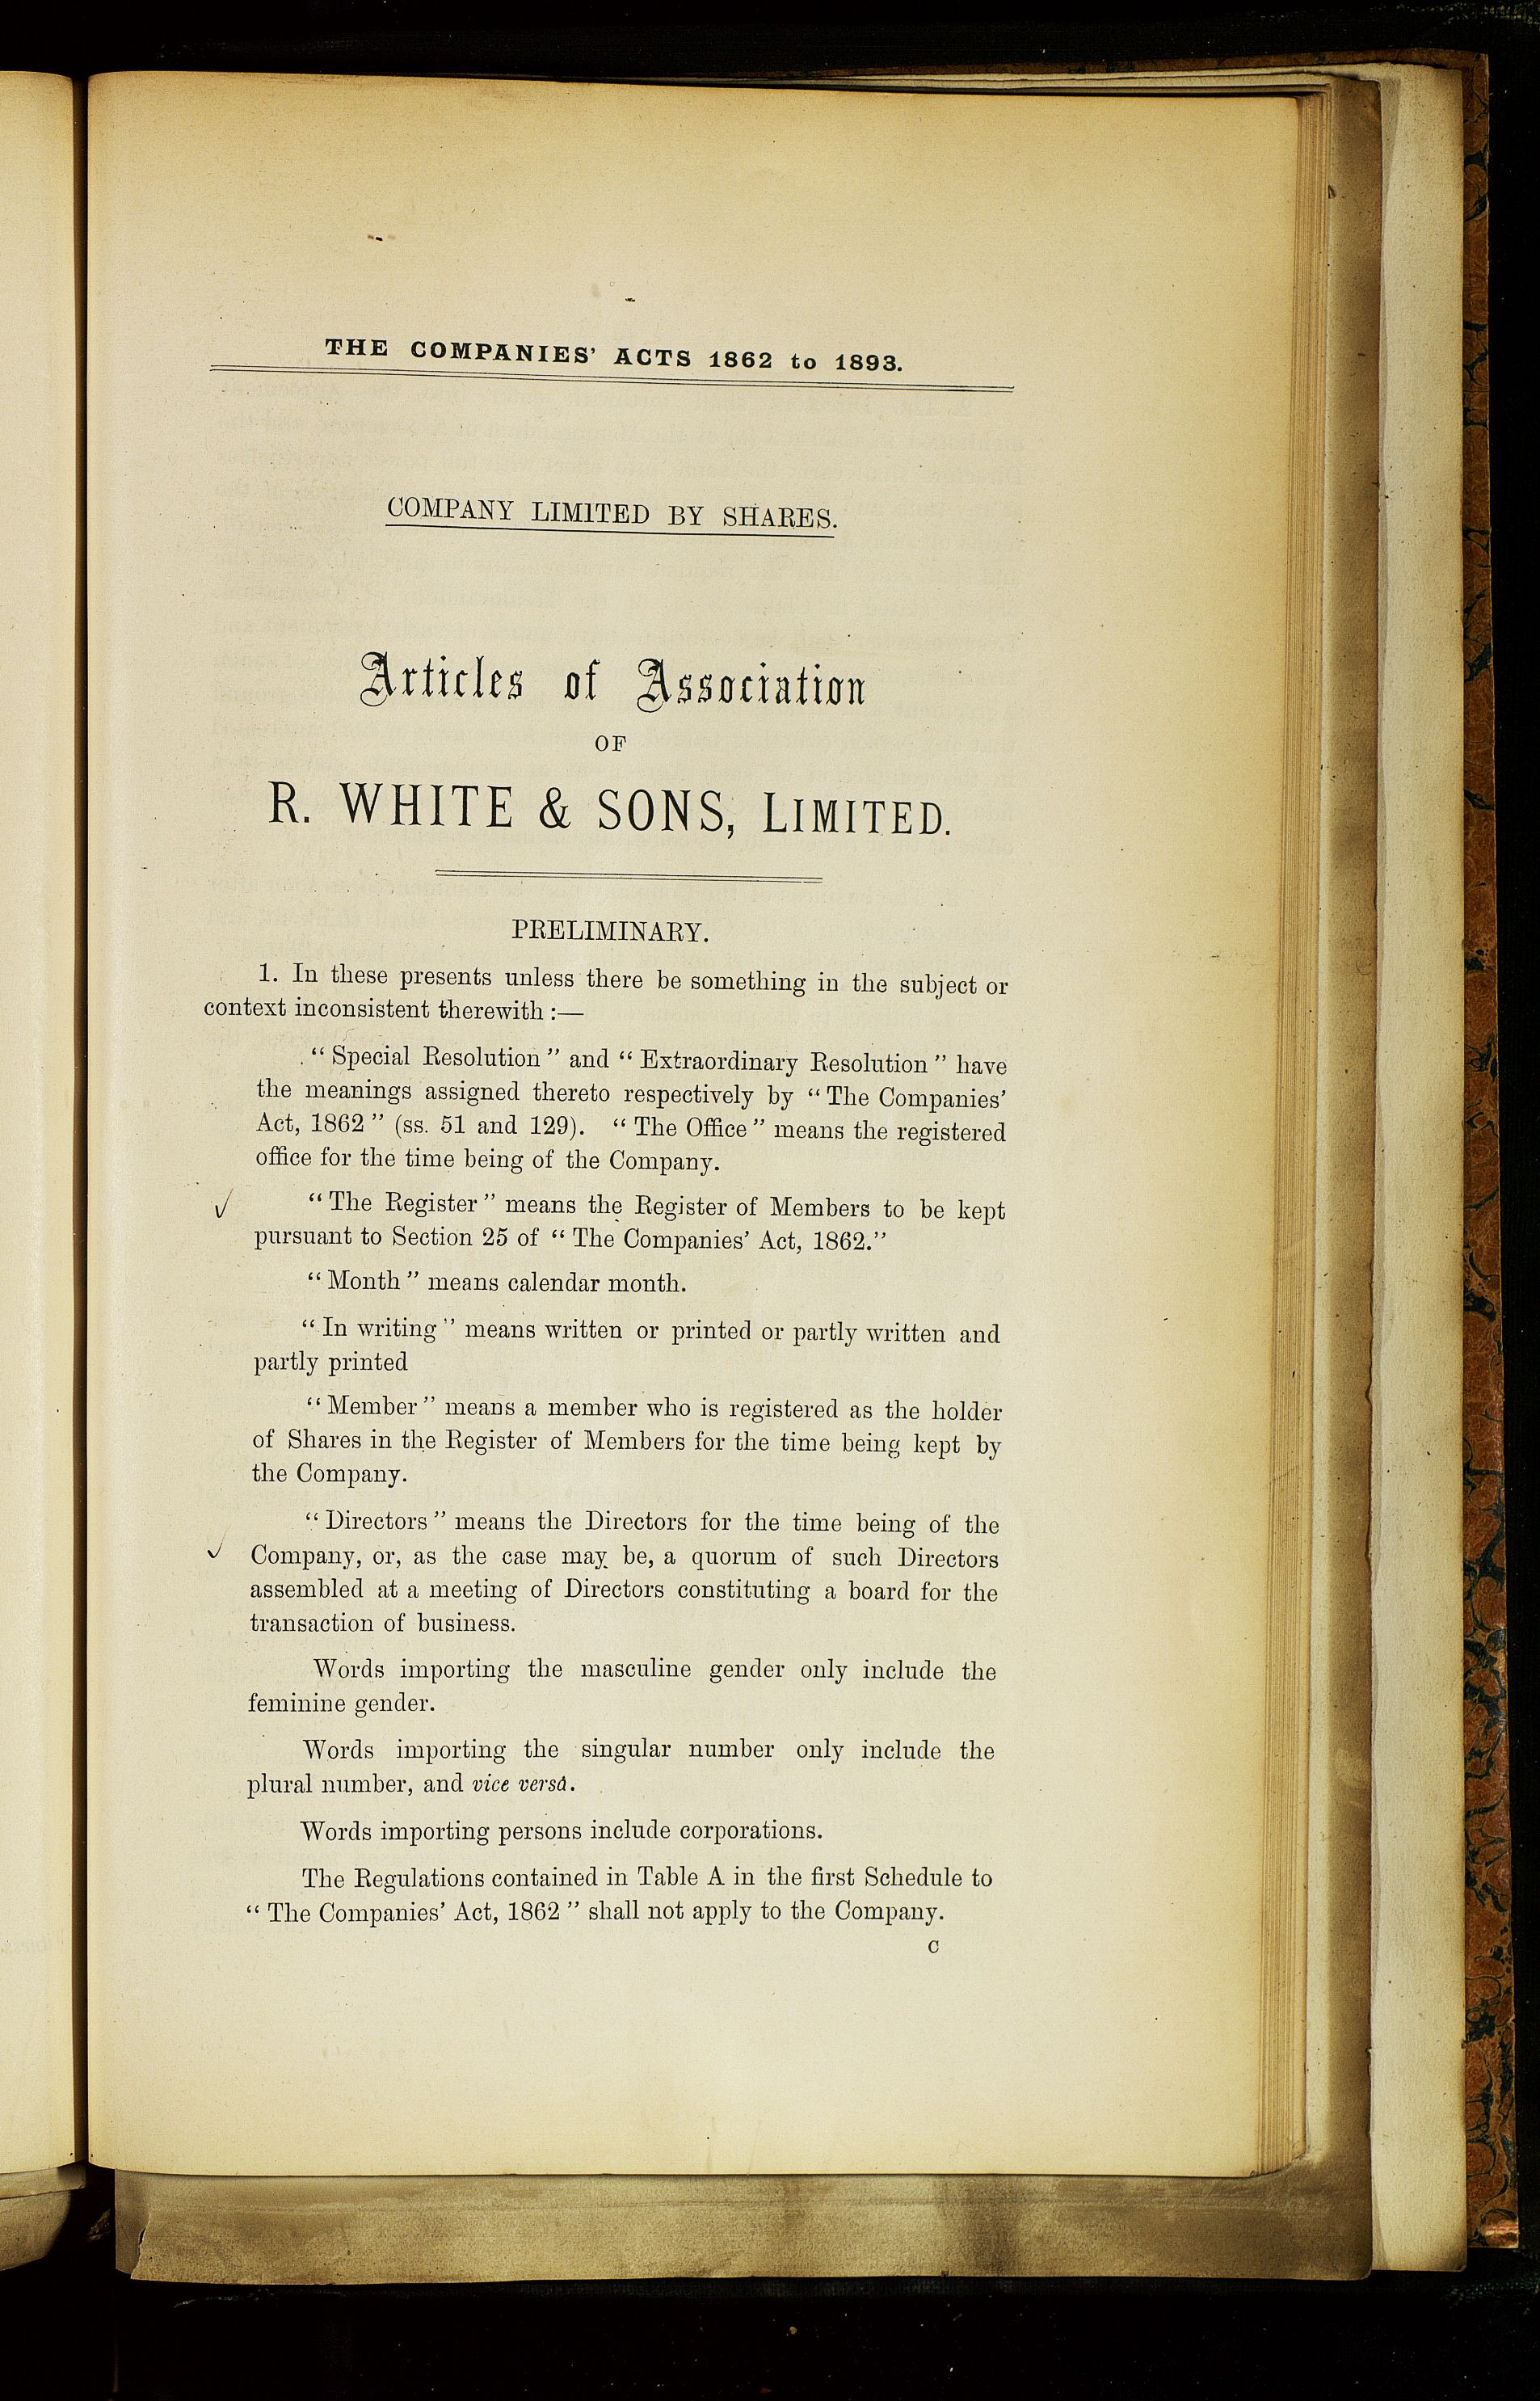 THE COMPANIES' ACTS 1862 to 1893.
COMPANY LIMITED BY SHARES.
Articles of Association
OF
R. WHITE & SONS, LIMITED.
PRELIMINARY.
1. In these presents unless there be something in the subject or
context inconsistent therewith :—
“ Special Resolution ” and “ Extraordinary Resolution ” have
the meanings assigned thereto respectively by “ The Companies’
Act, 1862 ” (ss. 51 and 129). “ The Office ” means the registered
office for the time being of the Company.
“ The Register ” means the Register of Members to be kept
pursuant to Section 25 of “ The Companies’ Act, 1862.”
“ Month ” means calendar month.
“ In writing ” means written or printed or partly written and
partly printed
“ Member ” means a member who is registered as the holder
of Shares in the Register of Members for the time being kept by
the Company.
“ Directors ” means the Directors for the time being of the
Company, or, as the case may be, a quorum of such Directors
assembled at a meeting of Directors constituting a board for the
transaction of business.
Words importing the masculine gender only include the
feminine gender.
Words importing the singular number only include the
plural number, and vice versâ.
Words importing persons include corporations.
The Regulations contained in Table A in the first Schedule to
“ The Companies’ Act, 1862 ” shall not apply to the Company.
C